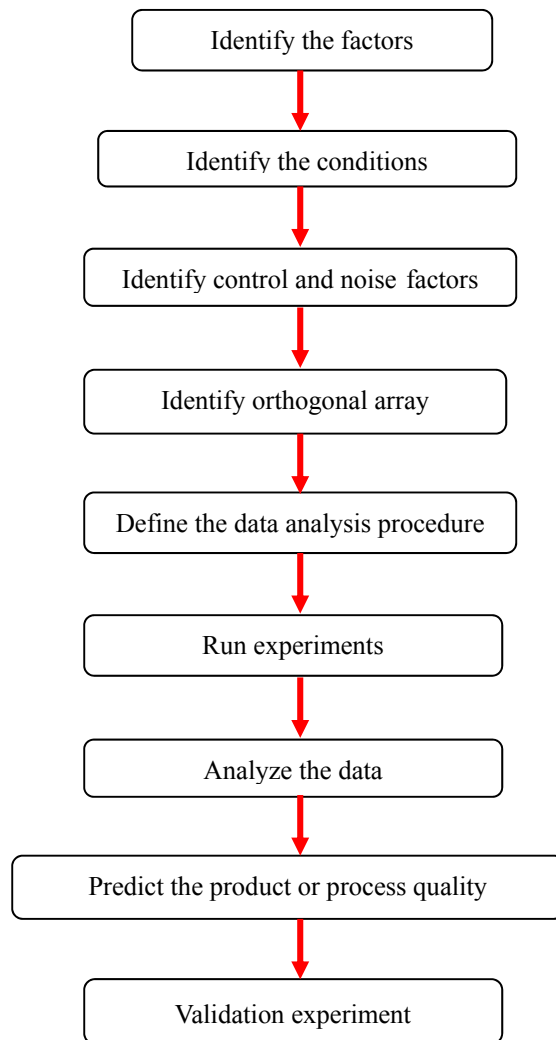 Identify the factors
Identify the conditions
Identify control and noise factors
Identify orthogonal array
Define the data analysis procedure
Run experiments
Analyze the data
Predict the product or process quality
Validation experiment